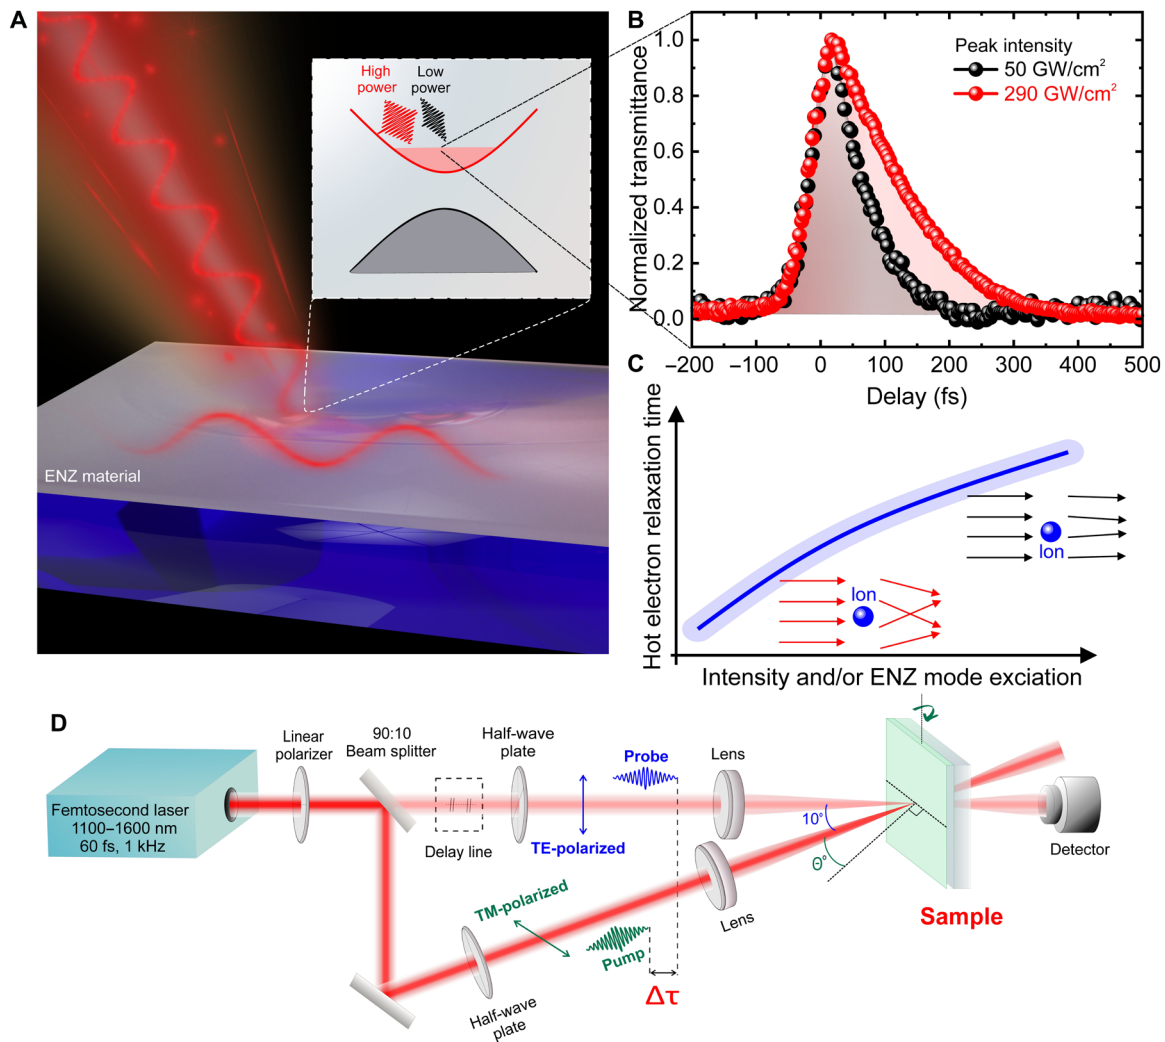 A
High
power
Low
power
ENZ material
B
Normalized transmittance
1.0
0.8
0.6
0.4
0.2
0.0
Peak intensity
50 GW/cm²
290 GW/cm²
−200
−100
0
100
200
300
400
500
Delay (fs)
C
Hot electron relaxation time
Ion
Ion
Intensity and/or ENZ mode exciation
D
Femtosecond laser
1100–1600 nm
60 fs, 1 kHz
Linear
polarizer
90:10
Beam splitter
Delay line
Half-wave
plate
Probe
TE-polarized
Lens
10°
Θ°
Detector
Sample
TM-polarized
Pump
Δτ
Lens
Half-wave
plate